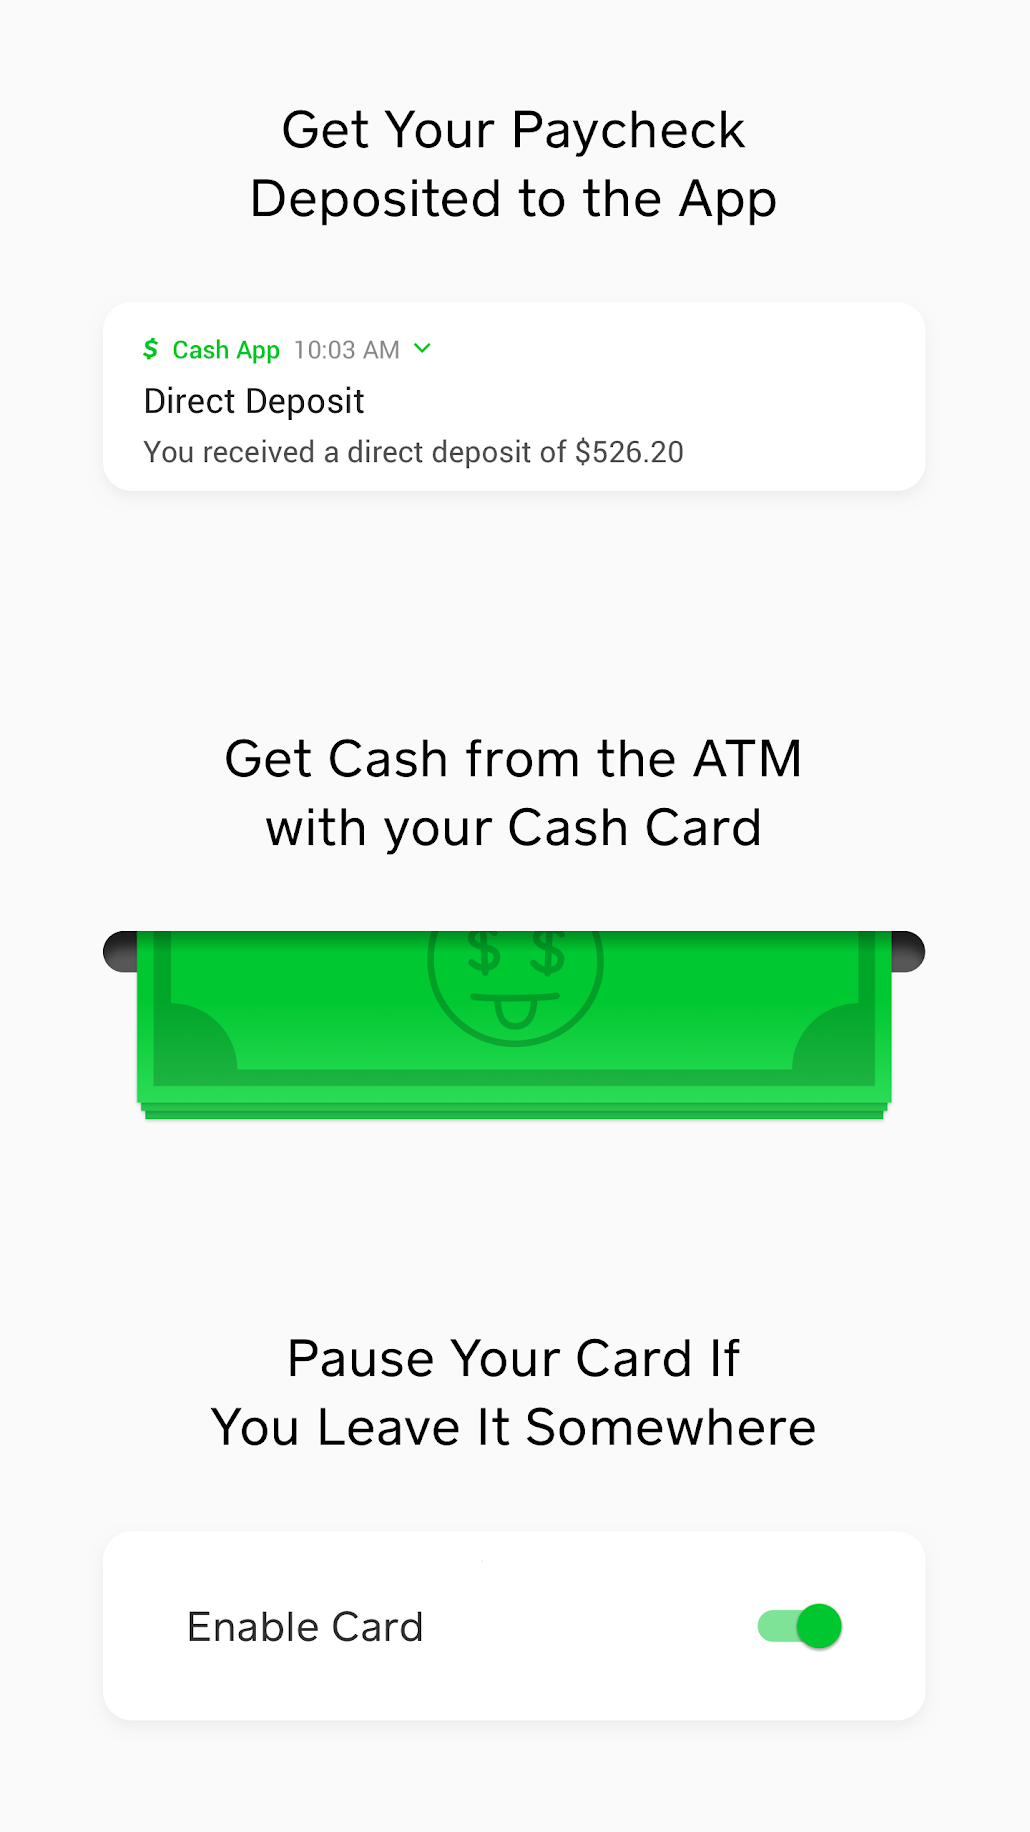 Get Your Paycheck
Deposited to the App
$ Cash App 10:03 AM
Direct Deposit
You received a direct deposit of $526.20
Get Cash from the ATM
with your Cash Card
$ $
Pause Your Card If
You Leave It Somewhere
Enable Card